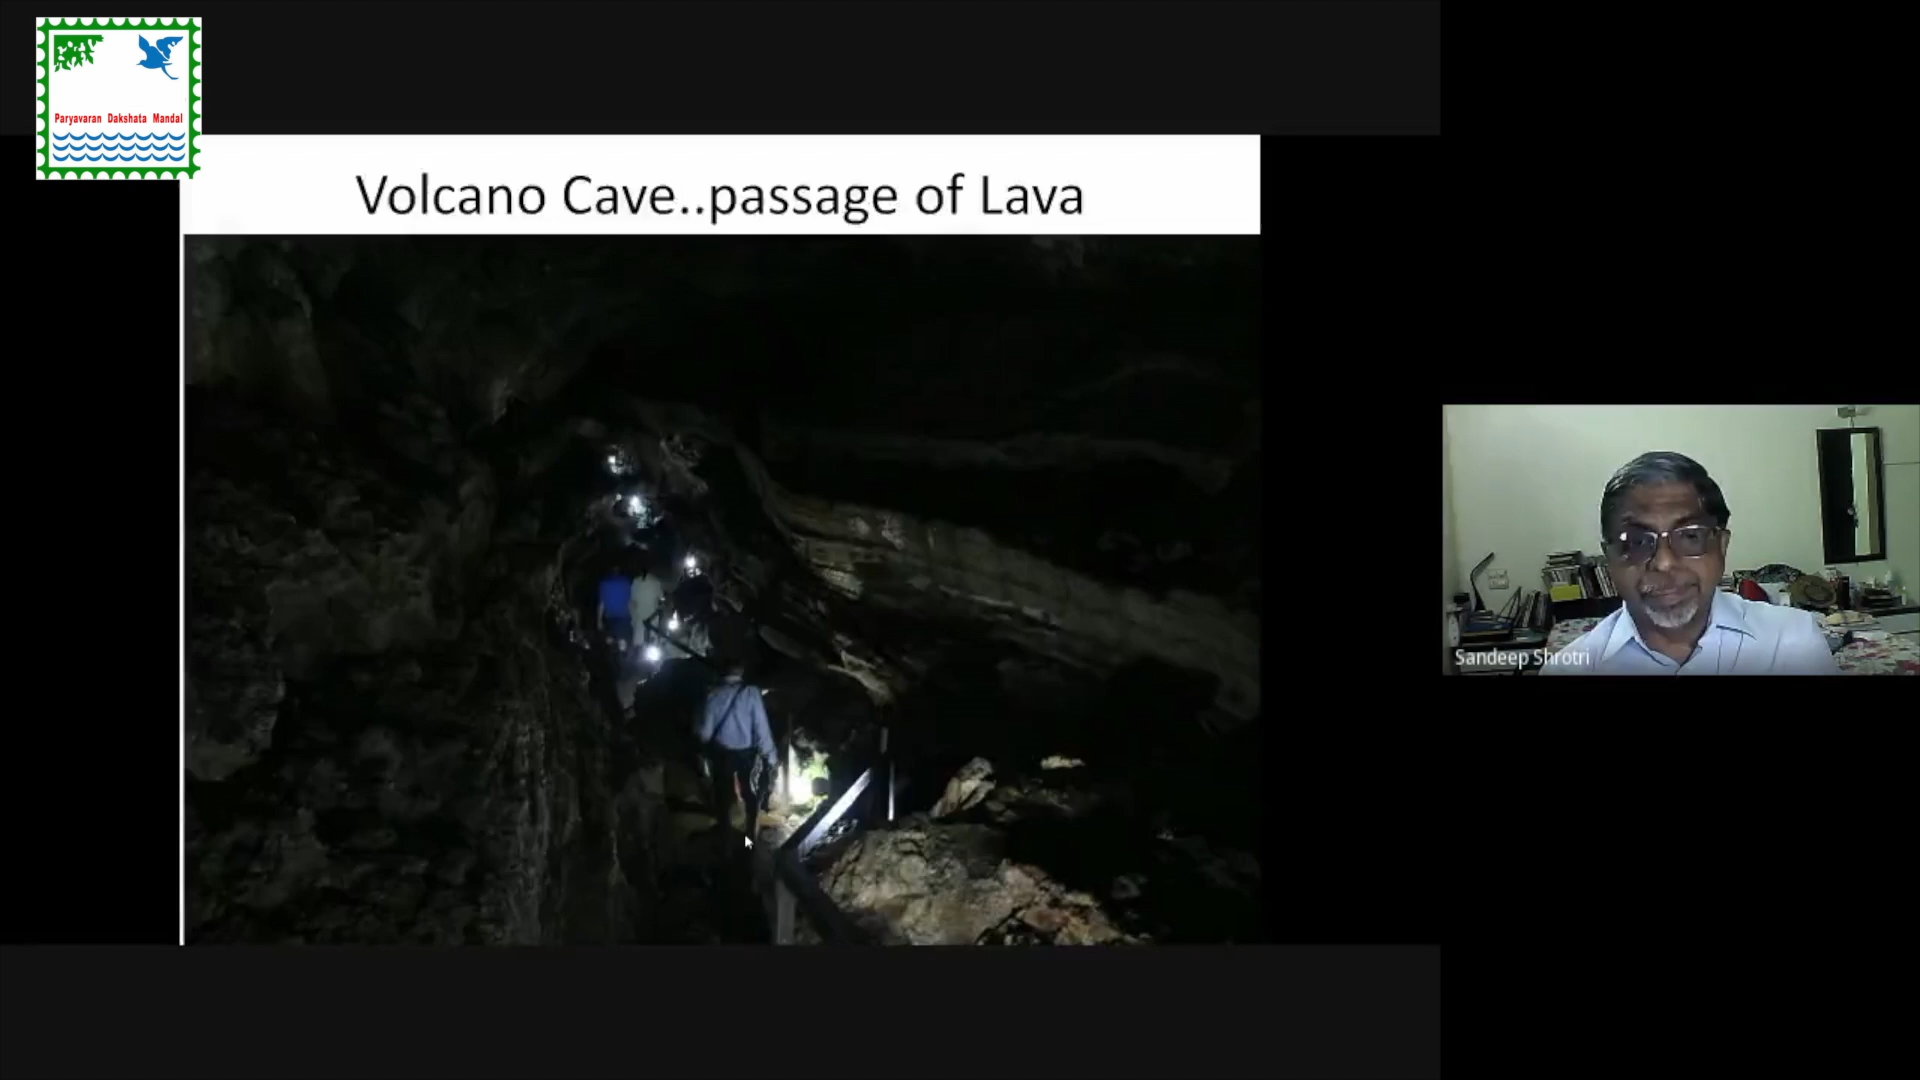 Paryavaran Dakshata Mandal
Volcano Cave..passage of Lava
Sandeep Shrotri